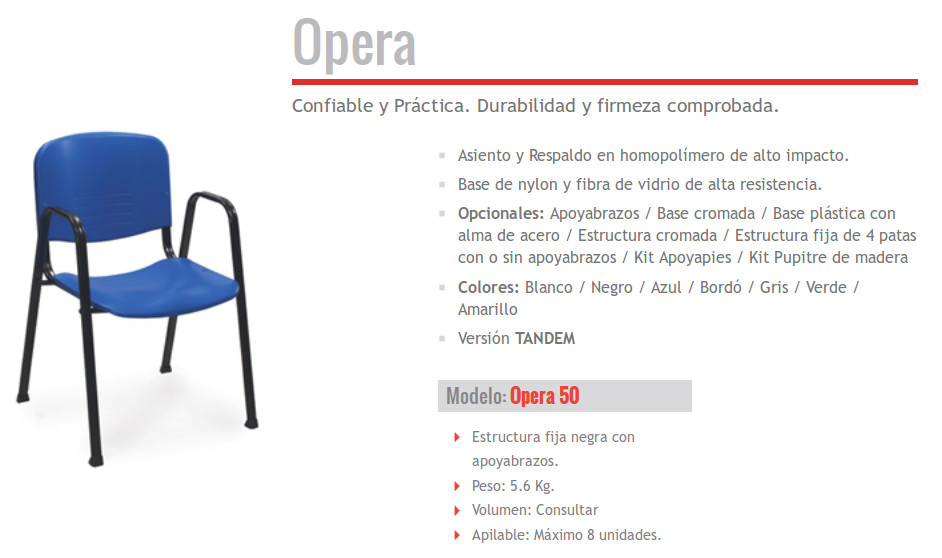 Opera
Confiable y Práctica. Durabilidad y firmeza comprobada.
Asiento y Respaldo en homopolímero de alto impacto.
Base de nylon y fibra de vidrio de alta resistencia.
Opcionales: Apoyabrazos / Base cromada / Base plástica con
alma de acero / Estructura cromada / Estructura fija de 4 patas
con o sin apoyabrazos / Kit Apoyapies / Kit Pupitre de madera
Colores: Blanco / Negro / Azul / Bordó / Gris / Verde /
Amarillo
Versión TANDEM
Modelo: Opera 50
Estructura fija negra con
apoyabrazos.
Peso: 5.6 Kg.
Volumen: Consultar
Apilable: Máximo 8 unidades.